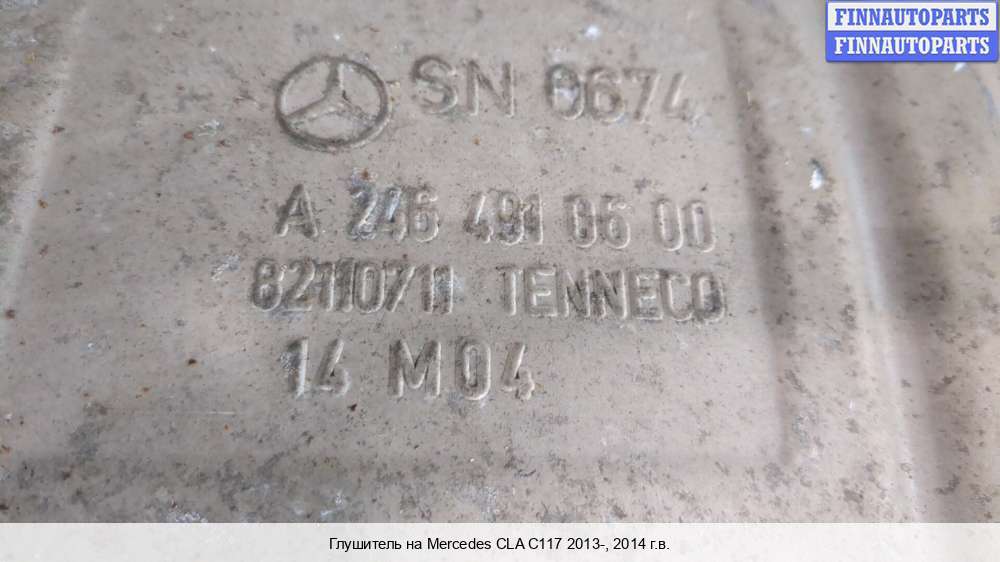 FINNAUTOPARTS
FINNAUTOPARTS
SN 0674
A 246 491 06 00
82110711 TENNECO
14 M04
Глушитель на Mercedes CLA C117 2013-, 2014 г.в.